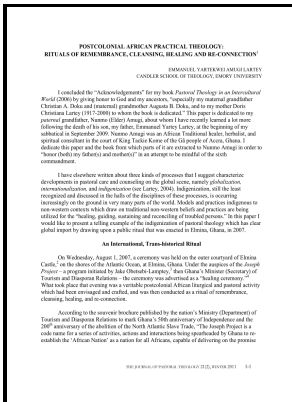 POSTCOLONIAL AFRICAN PRACTICAL THEOLOGY:
RITUALS OF REMEMBRANCE, CLEANSING, HEALING AND RE-CONNECTION¹
EMMANUEL YARTEKWEI AMUGI LARTEY
CANDLER SCHOOL OF THEOLOGY, EMORY UNIVERSITY
I concluded the "Acknowledgements" for my book Pastoral Theology in an Intercultural
World (2006) by giving honor to God and my ancestors, "especially my maternal grandfather
Christian A. Doku and (maternal) grandmother Augusta B. Doku, and to my mother Doris
Christiana Lartey (1917-2000) to whom the book is dedicated." This paper is dedicated to my
paternal grandfather, Nunmo (Elder) Amugi, about whom I have recently learned a lot more
following the death of his son, my father, Emmanuel Yartey Lartey, at the beginning of my
sabbatical in September 2009. Nunmo Amugi was an African Traditional healer, herbalist, and
spiritual consultant in the court of King Tackie Kome of the Gã people of Accra, Ghana. I
dedicate this paper and the book from which parts of it are extracted to Nunmo Amugi in order to
"honor (both) my father(s) and mother(s)" in an attempt to be mindful of the sixth
commandment.
I have elsewhere written about three kinds of processes that I suggest characterize
developments in pastoral care and counseling on the global scene, namely globalization,
internationalization, and indigenization (see Lartey, 2004). Indigenization, still the least
recognized and discussed in the halls of the disciplines of these processes, is occurring
increasingly on the ground in very many parts of the world. Models and practices indigenous to
non-western contexts which draw on traditional non-western beliefs and practices are being
utilized for the "healing, guiding, sustaining and reconciling of troubled persons." In this paper I
would like to present a telling example of the indigenization of pastoral theology which has clear
global import by drawing upon a public ritual that was enacted in Elmina, Ghana, in 2007.
An International, Trans-historical Ritual
On Wednesday, August 1, 2007, a ceremony was held on the outer courtyard of Elmina
Castle,² on the shores of the Atlantic Ocean, at Elmina, Ghana. Under the auspices of the Joseph
Project – a program initiated by Jake Obetsebi-Lamptey,³ then Ghana's Minister (Secretary) of
Tourism and Diasporan Relations – the ceremony was advertised as a "healing ceremony."⁴
What took place that evening was a veritable postcolonial African liturgical and pastoral activity
which had been envisaged and crafted, and was then conducted as a ritual of remembrance,
cleansing, healing, and re-connection.
According to the souvenir brochure published by the nation's Ministry (Department) of
Tourism and Diasporan Relations to mark Ghana's 50th anniversary of Independence and the
200th anniversary of the abolition of the North Atlantic Slave Trade, "The Joseph Project is a
code name for a series of activities, actions and interactions being spearheaded by Ghana to re-
establish the 'African Nation' as a nation for all Africans, capable of delivering on the promise
THE JOURNAL OF PASTORAL THEOLOGY 21(2), WINTER 2011